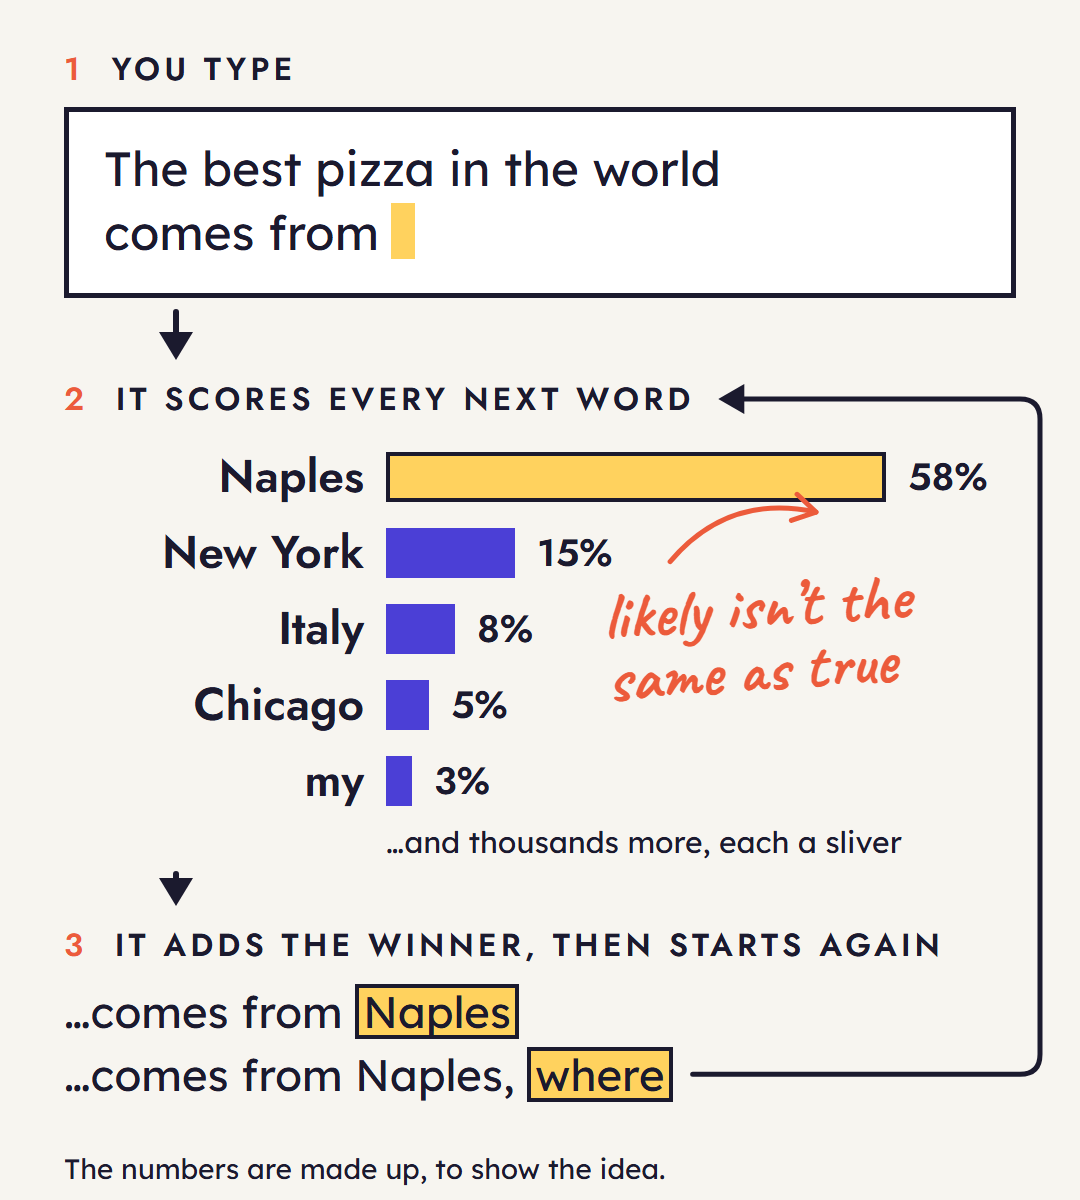 1 YOU TYPE
The best pizza in the world
comes from
2 IT SCORES EVERY NEXT WORD
Naples 58%
New York 15%
Italy 8%
Chicago 5%
my 3%
likely isn’t the
same as true
…and thousands more, each a sliver
3 IT ADDS THE WINNER, THEN STARTS AGAIN
…comes from Naples
…comes from Naples, where
The numbers are made up, to show the idea.